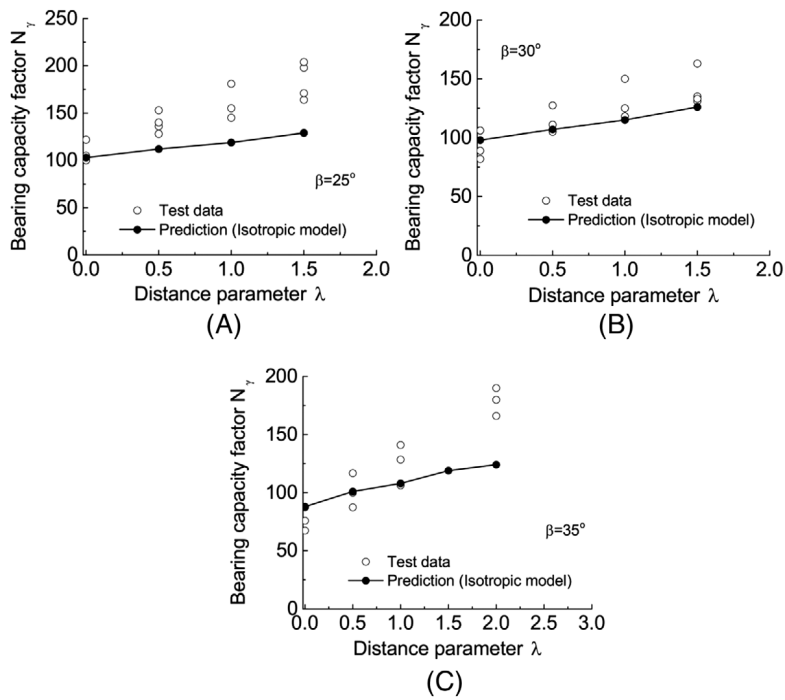 250
200
150
100
50
0
Bearing capacity factor Nγ
β=25°
Test data
Prediction (Isotropic model)
0.0 0.5 1.0 1.5 2.0
Distance parameter λ
(A)
200
150
100
50
0
Bearing capacity factor Nγ
β=30°
Test data
Prediction (Isotropic model)
0.0 0.5 1.0 1.5 2.0
Distance parameter λ
(B)
200
150
100
50
0
Bearing capacity factor Nγ
β=35°
Test data
Prediction (Isotropic model)
0.0 0.5 1.0 1.5 2.0 2.5 3.0
Distance parameter λ
(C)